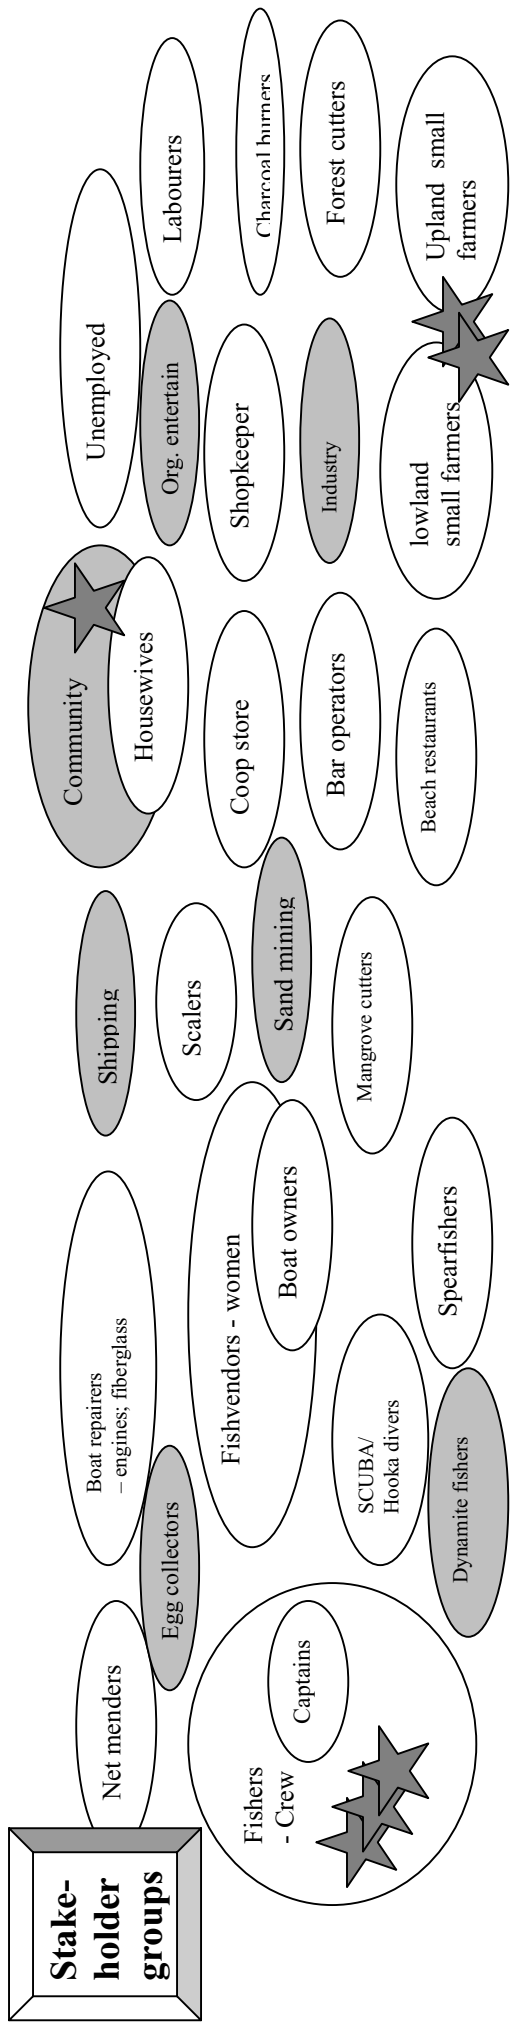 Stake-
holder
groups
Net menders
Boat repairers
– engines; fiberglass
Shipping
Community
Unemployed
Egg collectors
Scalers
Housewives
Org. entertain
Labourers
Fishers
- Crew
Captains
Fishvendors - women
Boat owners
Sand mining
Coop store
Shopkeeper
Charcoal burners
SCUBA/
Hooka divers
Mangrove cutters
Bar operators
Industry
Forest cutters
Dynamite fishers
Spearfishers
Beach restaurants
lowland
small farmers
Upland small
farmers